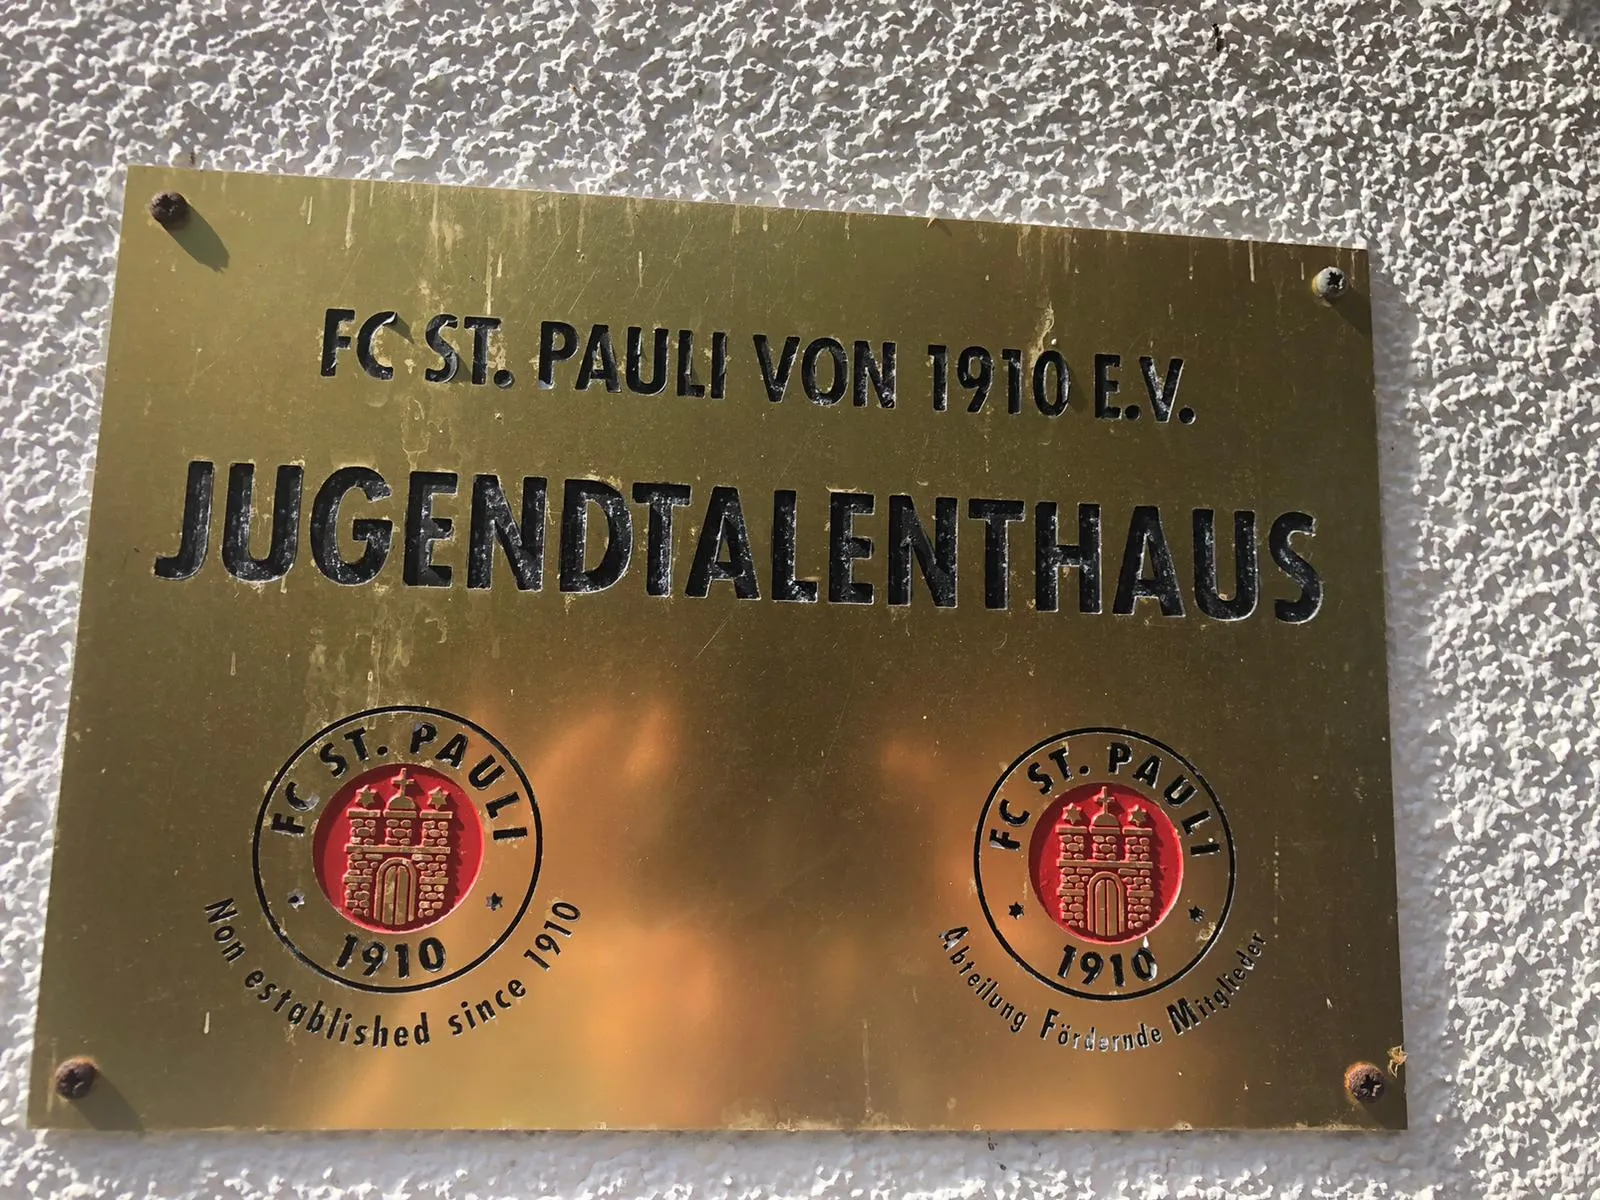 FC ST. PAULI VON 1910 E.V.
JUGENDTALENTHAUS
FC ST. PAULI
1910
Non established since 1910
FC ST. PAULI
1910
Abteilung Fördernde Mitglieder